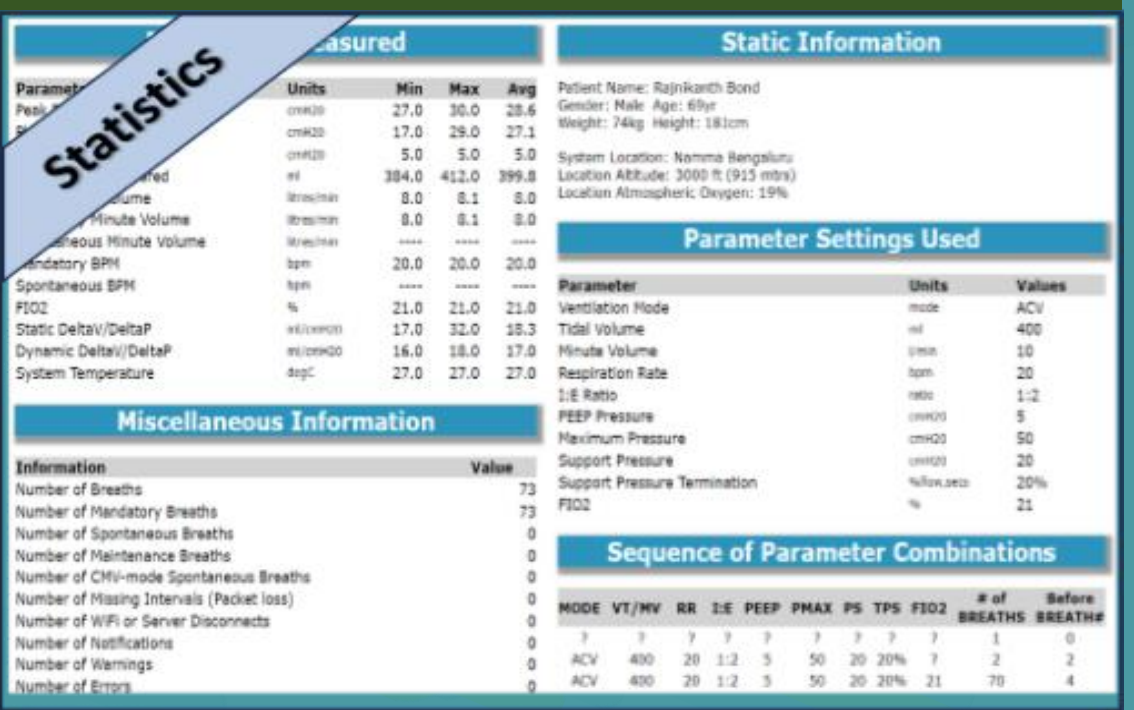 Statistics
Units Min Max Avg
Peak cmH20 27.0 30.0 28.6
cmH20 17.0 29.0 27.1
cmH20 5.0 5.0 5.0
ml 384.0 412.0 399.8
litres/min 8.0 8.1 8.0
Minute Volume litres/min 8.0 8.1 8.0
Minute Volume litres/min ---- ---- ----
Mandatory BPM bpm 20.0 20.0 20.0
Spontaneous BPM bpm ---- ---- ----
FIO2 % 21.0 21.0 21.0
Static DeltaV/DeltaP ml/cmH20 17.0 32.0 18.3
Dynamic DeltaV/DeltaP ml/cmH20 16.0 18.0 17.0
System Temperature degC 27.0 27.0 27.0
Miscellaneous Information
Information Value
Number of Breaths 73
Number of Mandatory Breaths 73
Number of Spontaneous Breaths 0
Number of Maintenance Breaths 0
Number of CMV-mode Spontaneous Breaths 0
Number of Missing Intervals (Packet loss) 0
Number of WiFi or Server Disconnects 0
Number of Notifications 0
Number of Warnings 0
Number of Errors 0
Static Information
Patient Name: Rajnikanth Bond
Gender: Male Age: 69yr
Weight: 74kg Height: 181cm
System Location: Namma Bengaluru
Location Altitude: 3000 ft (915 mtrs)
Location Atmospheric Oxygen: 19%
Parameter Settings Used
Parameter Units Values
Ventilation Mode mode ACV
Tidal Volume ml 400
Minute Volume l/min 10
Respiration Rate bpm 20
I:E Ratio ratio 1:2
PEEP Pressure cmH20 5
Maximum Pressure cmH20 50
Support Pressure cmH20 20
Support Pressure Termination %flow,secs 20%
FIO2 % 21
Sequence of Parameter Combinations
MODE VT/MV RR I:E PEEP PMAX PS TPS FIO2 # of BREATHS Before BREATH#
? ? ? ? ? ? ? ? ? 1 0
ACV 400 20 1:2 5 50 20 20% ? 2 2
ACV 400 20 1:2 5 50 20 20% 21 70 4